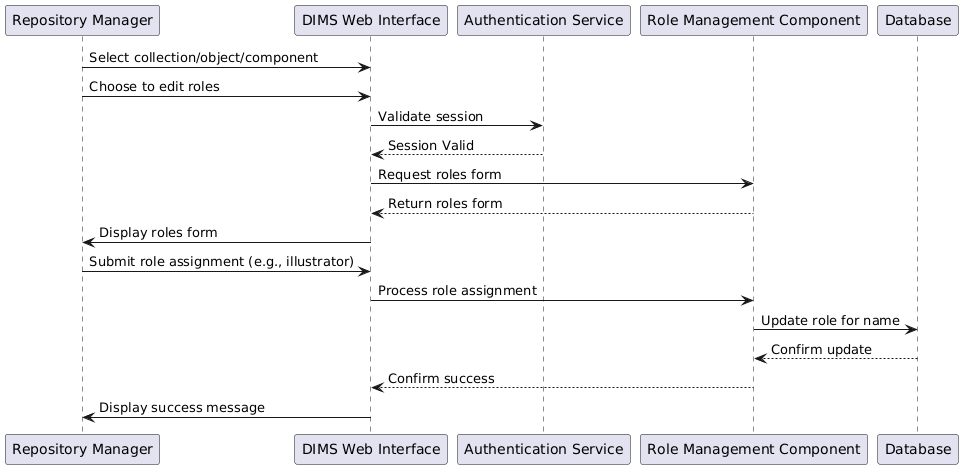 Repository Manager
DIMS Web Interface
Authentication Service
Role Management Component
Database
Select collection/object/component
Choose to edit roles
Validate session
Session Valid
Request roles form
Return roles form
Display roles form
Submit role assignment (e.g., illustrator)
Process role assignment
Update role for name
Confirm update
Confirm success
Display success message
Repository Manager
DIMS Web Interface
Authentication Service
Role Management Component
Database